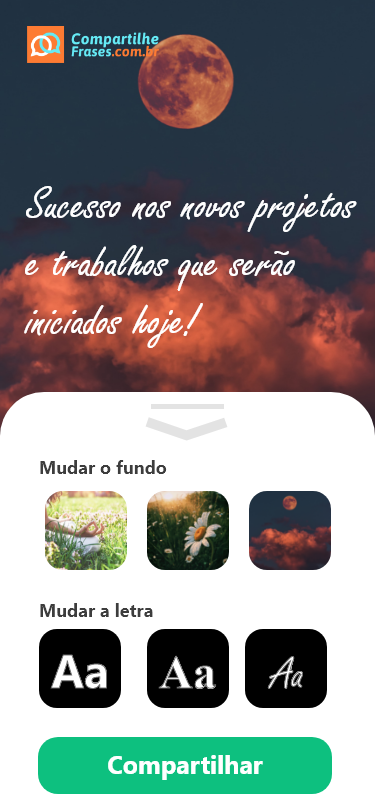 Compartilhe
Frases.com.br
Sucesso nos novos projetos
e trabalhos que serão
iniciados hoje!
Mudar o fundo
Mudar a letra
Aa Aa Aa
Compartilhar